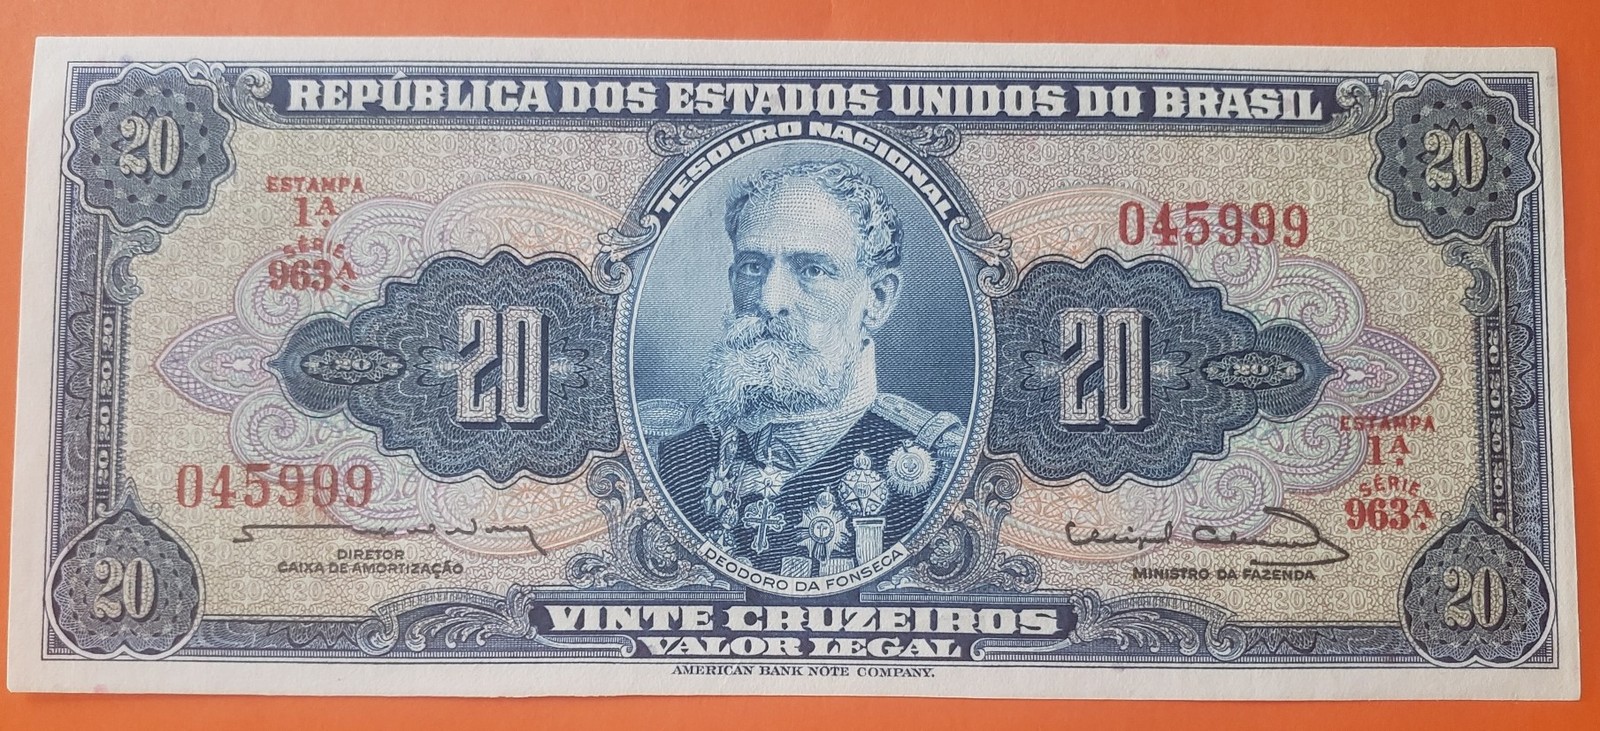 REPÚBLICA DOS ESTADOS UNIDOS DO BRASIL
TESOURO NACIONAL
20
20
ESTAMPA
1ª.
SÉRIE
963ª
045999
20
20
20
20
045999
ESTAMPA
1ª.
SÉRIE
963ª
DIRETOR
CAIXA DE AMORTIZAÇÃO
DEODORO DA FONSECA
MINISTRO DA FAZENDA
20
20
VINTE CRUZEIROS
VALOR LEGAL
AMERICAN BANK NOTE COMPANY.